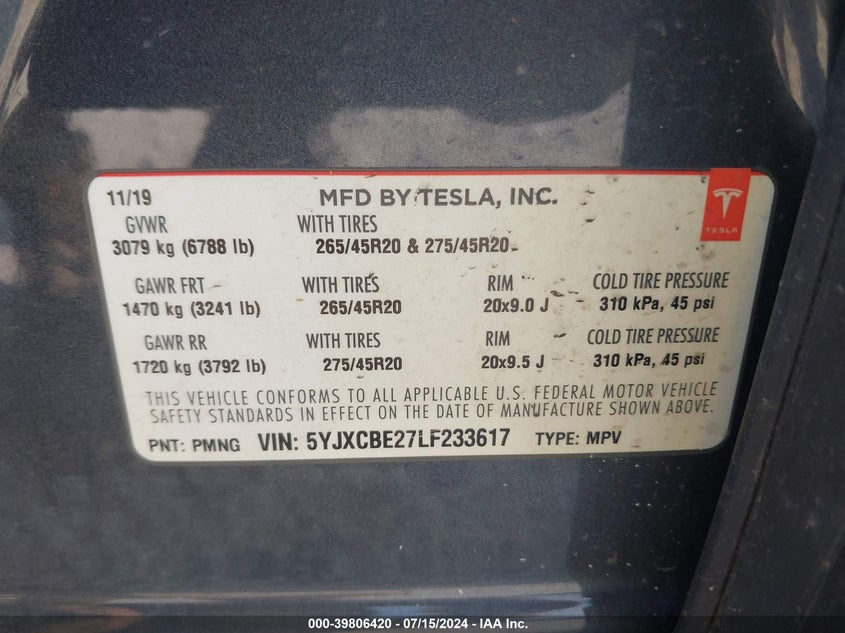 11/19 MFD BY TESLA, INC.
TESLA
GVWR WITH TIRES
3079 kg (6788 lb) 265/45R20 & 275/45R20
GAWR FRT WITH TIRES RIM COLD TIRE PRESSURE
1470 kg (3241 lb) 265/45R20 20x9.0 J 310 kPa, 45 psi
GAWR RR WITH TIRES RIM COLD TIRE PRESSURE
1720 kg (3792 lb) 275/45R20 20x9.5 J 310 kPa, 45 psi
THIS VEHICLE CONFORMS TO ALL APPLICABLE U.S. FEDERAL MOTOR VEHICLE
SAFETY STANDARDS IN EFFECT ON THE DATE OF MANUFACTURE SHOWN ABOVE.
PNT: PMNG VIN: 5YJXCBE27LF233617 TYPE: MPV
000-39806420 - 07/15/2024 - IAA Inc.